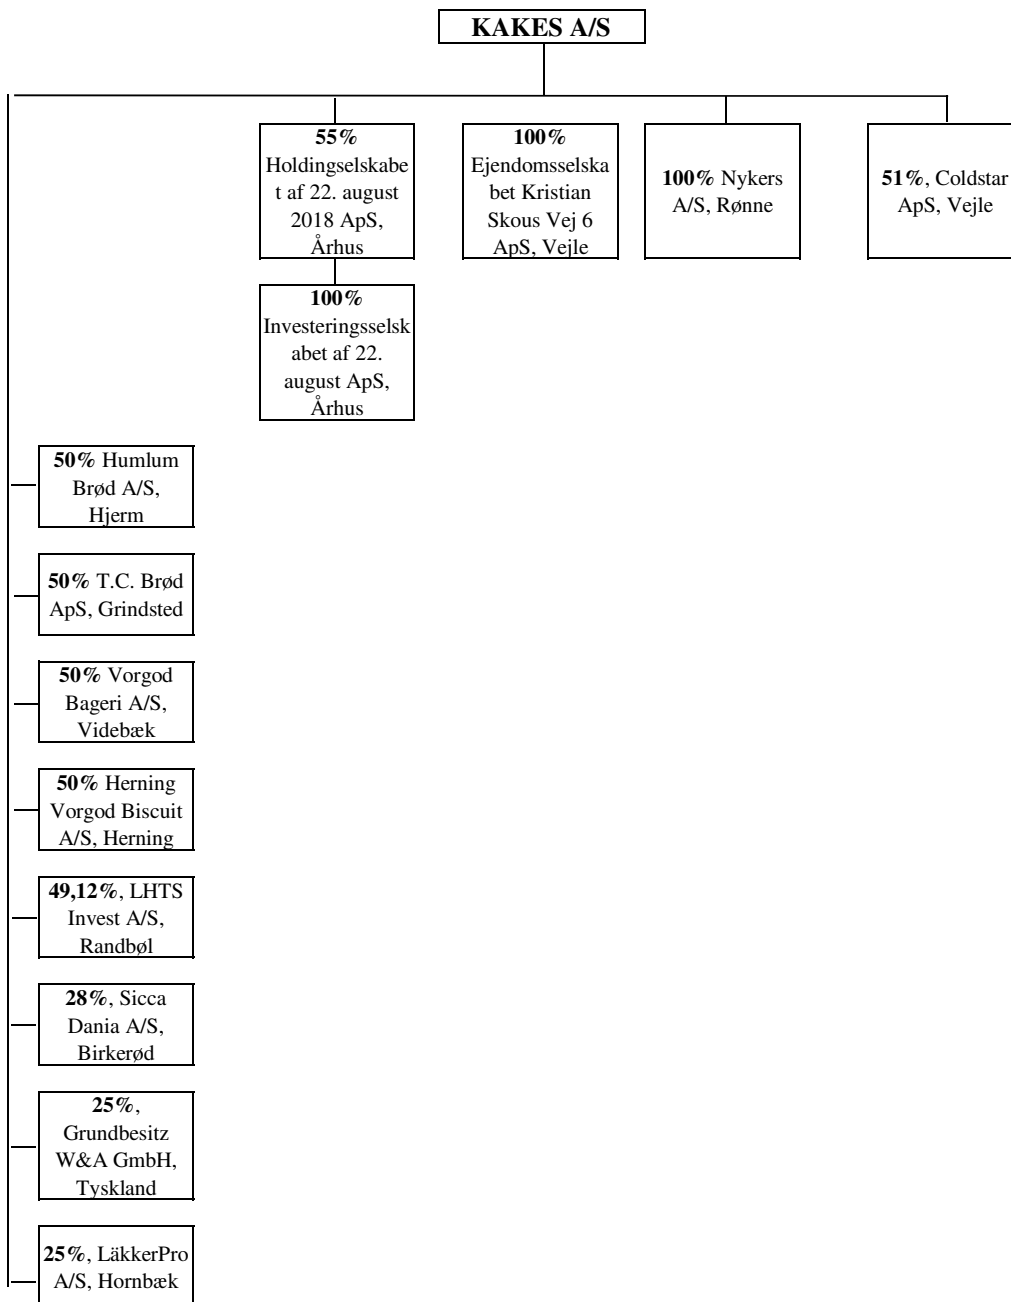 KAKES A/S
55%
Holdingselskabe
t af 22. august
2018 ApS,
Århus
100%
Ejendomsselska
bet Kristian
Skous Vej 6
ApS, Vejle
100% Nykers
A/S, Rønne
51%, Coldstar
ApS, Vejle
100%
Investeringsselsk
abet af 22.
august ApS,
Århus
50% Humlum
Brød A/S,
Hjerm
50% T.C. Brød
ApS, Grindsted
50% Vorgod
Bageri A/S,
Videbæk
50% Herning
Vorgod Biscuit
A/S, Herning
49,12%, LHTS
Invest A/S,
Randbøl
28%, Sicca
Dania A/S,
Birkerød
25%,
Grundbesitz
W&A GmbH,
Tyskland
25%, LäkkerPro
A/S, Hornbæk